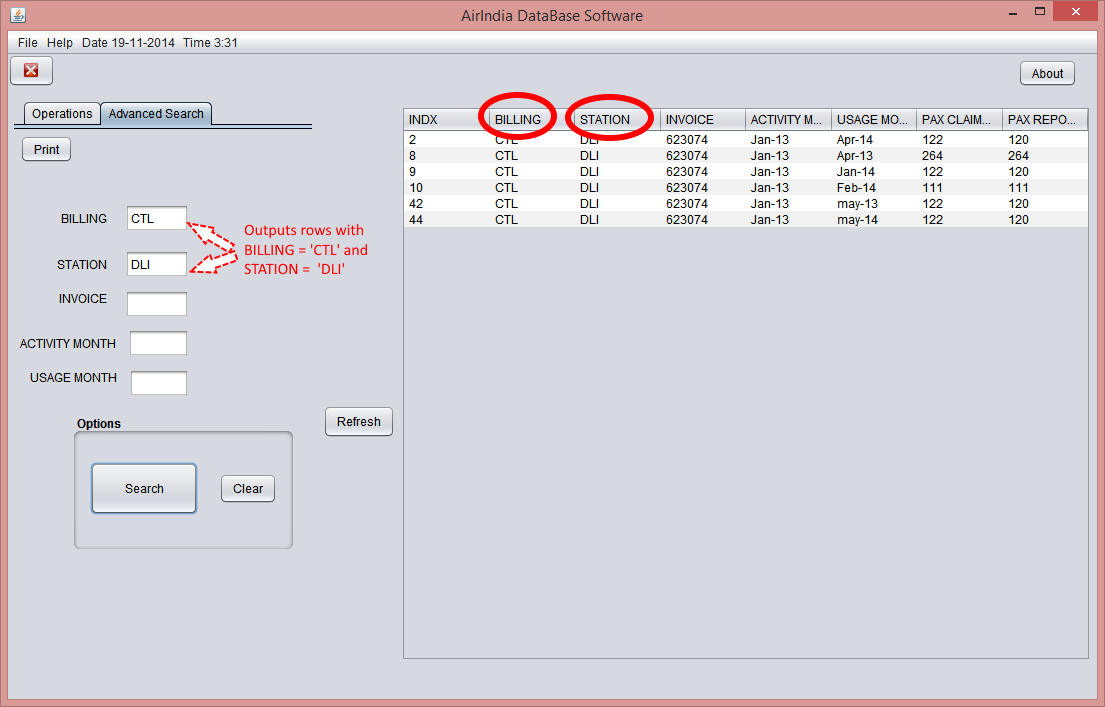 AirIndia DataBase Software
File Help Date 19-11-2014 Time 3:31
About
Operations Advanced Search
Print
BILLING CTL
STATION DLI
INVOICE
ACTIVITY MONTH
USAGE MONTH
Outputs rows with
BILLING = 'CTL' and
STATION = 'DLI'
Options
Search Clear
Refresh
INDX BILLING STATION INVOICE ACTIVITY M... USAGE MO... PAX CLAIM... PAX REPO...
2 CTL DLI 623074 Jan-13 Apr-14 122 120
8 CTL DLI 623074 Jan-13 Apr-13 264 264
9 CTL DLI 623074 Jan-13 Jan-14 122 120
10 CTL DLI 623074 Jan-13 Feb-14 111 111
42 CTL DLI 623074 Jan-13 may-13 122 120
44 CTL DLI 623074 Jan-13 may-14 122 120